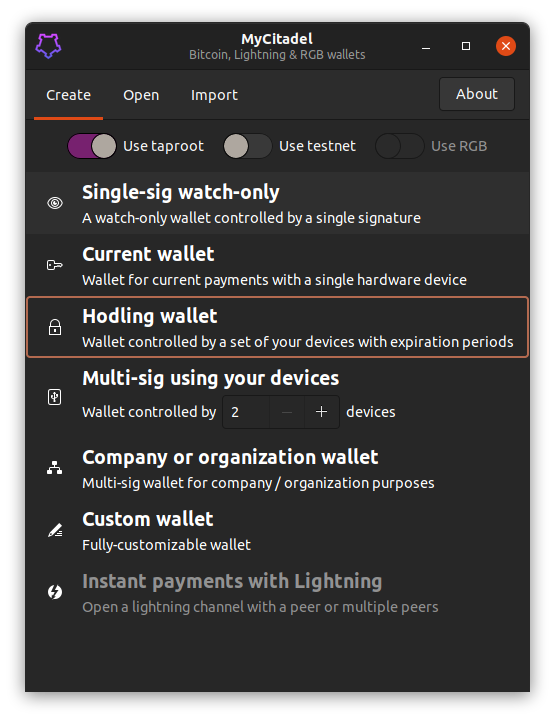 MyCitadel
Bitcoin, Lightning & RGB wallets
Create Open Import About
Use taproot Use testnet Use RGB
Single-sig watch-only
A watch-only wallet controlled by a single signature
Current wallet
Wallet for current payments with a single hardware device
Hodling wallet
Wallet controlled by a set of your devices with expiration periods
Multi-sig using your devices
Wallet controlled by 2 − + devices
Company or organization wallet
Multi-sig wallet for company / organization purposes
Custom wallet
Fully-customizable wallet
Instant payments with Lightning
Open a lightning channel with a peer or multiple peers